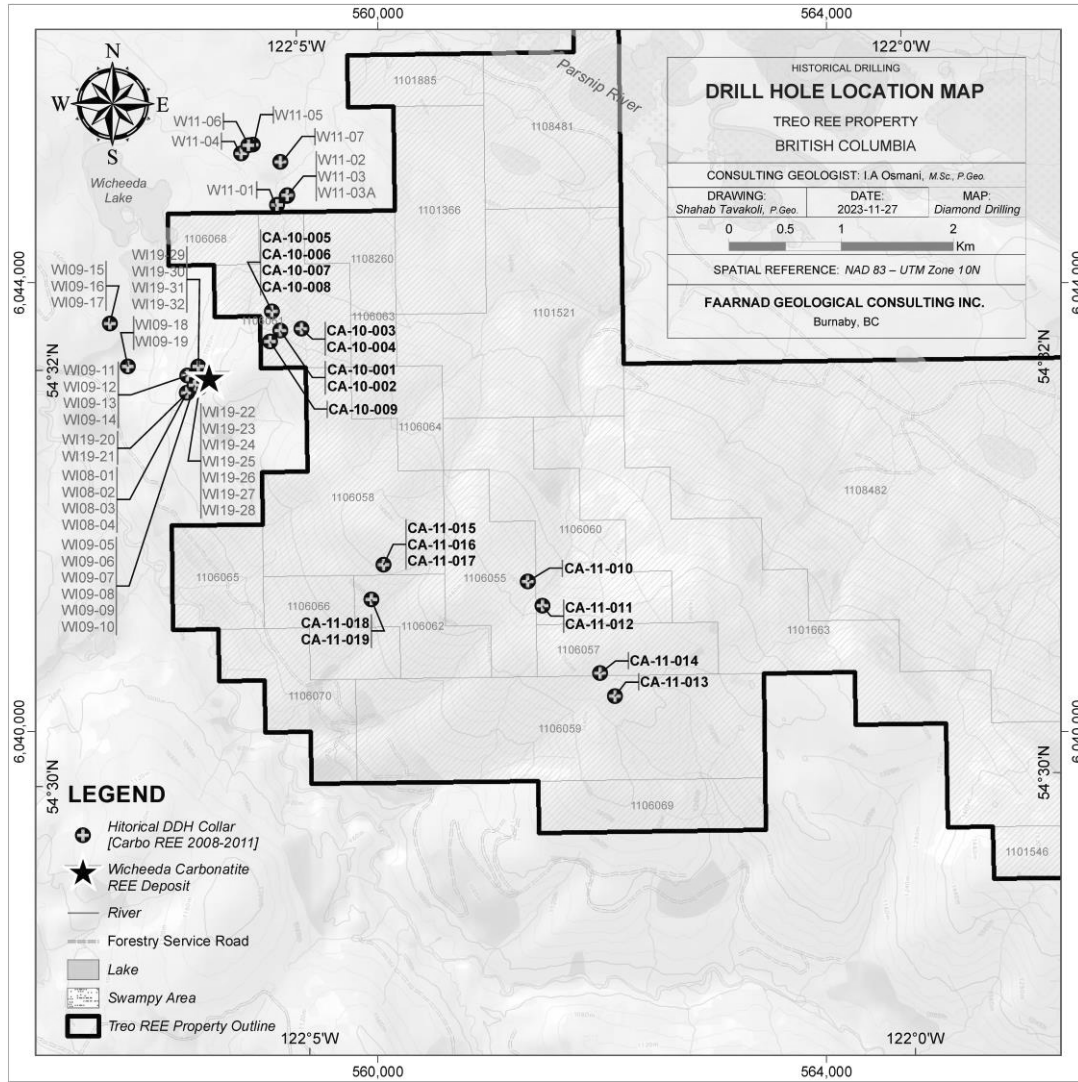 560,000
564,000
122°5'W
122°0'W
N
W
E
S
HISTORICAL DRILLING
DRILL HOLE LOCATION MAP
TREO REE PROPERTY
BRITISH COLUMBIA
CONSULTING GEOLOGIST: I.A Osmani, M.Sc., P.Geo.
DRAWING:
Shahab Tavakoli, P.Geo.
DATE:
2023-11-27
MAP:
Diamond Drilling
0
0.5
1
2
Km
SPATIAL REFERENCE: NAD 83 – UTM Zone 10N
FAARNAD GEOLOGICAL CONSULTING INC.
Burnaby, BC
Parsnip River
1101885
1108481
W11-06
W11-05
W11-04
W11-07
W11-02
W11-03
W11-03A
W11-01
Wicheeda
Lake
1101366
1106068
1108260
CA-10-005
CA-10-006
CA-10-007
CA-10-008
WI19-29
WI19-30
WI19-31
WI19-32
WI09-15
WI09-16
WI09-17
6,044,000
6,044,000
1106063
1101521
WI09-18
WI09-19
CA-10-003
CA-10-004
54°32'N
54°32'N
CA-10-001
CA-10-002
CA-10-009
WI09-11
WI09-12
WI09-13
WI09-14
WI19-20
WI19-21
WI08-01
WI08-02
WI08-03
WI08-04
WI09-05
WI09-06
WI09-07
WI09-08
WI09-09
WI09-10
WI19-22
WI19-23
WI19-24
WI19-25
WI19-26
WI19-27
WI19-28
1106064
1106058
1108482
1106060
CA-11-015
CA-11-016
CA-11-017
1106065
1106055
CA-11-010
1106066
CA-11-011
CA-11-012
CA-11-018
CA-11-019
1106062
1101663
1106057
CA-11-014
CA-11-013
1106070
1106059
6,040,000
6,040,000
54°30'N
54°30'N
1106069
1101546
LEGEND
Hitorical DDH Collar
[Carbo REE 2008-2011]
Wicheeda Carbonatite
REE Deposit
River
Forestry Service Road
Lake
Swampy Area
Treo REE Property Outline
122°5'W
122°0'W
560,000
564,000